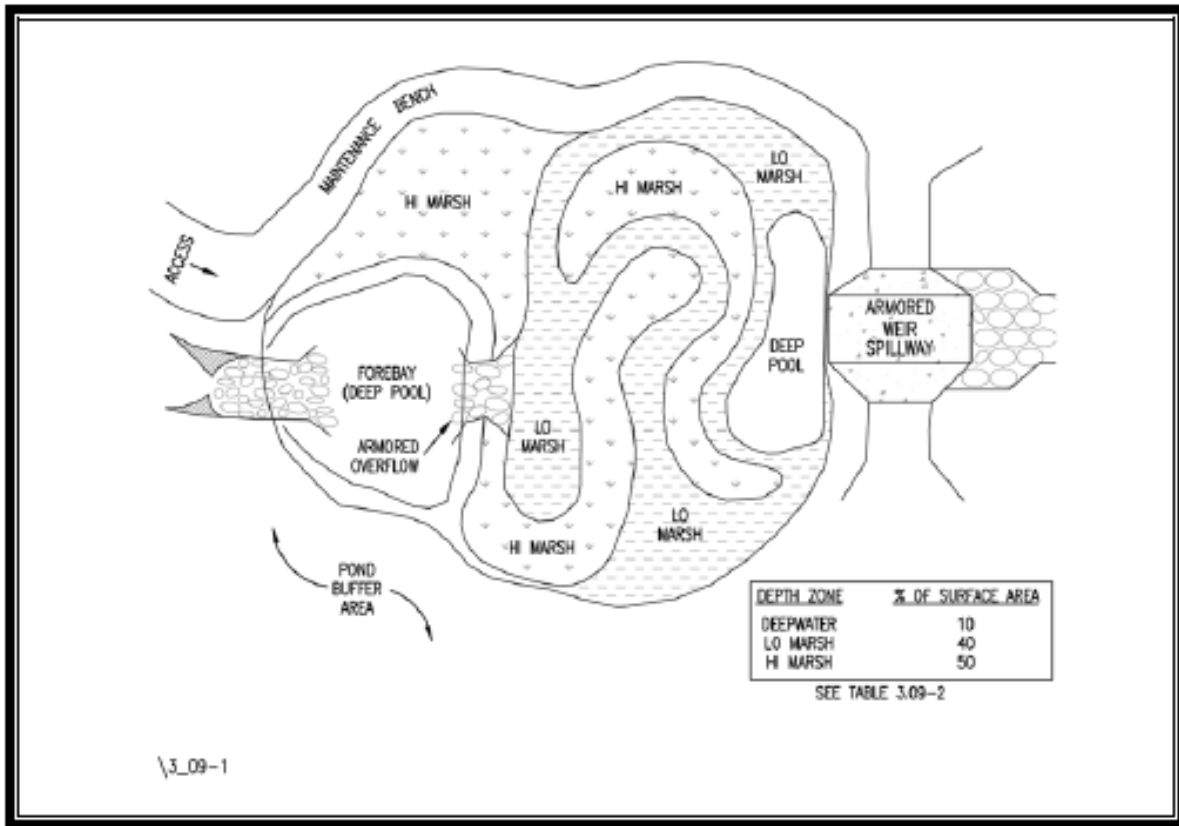 MAINTENANCE BENCH
HI MARSH
LO
MARSH
HI MARSH
ACCESS
FOREBAY
(DEEP POOL)
ARMORED
OVERFLOW
LO
MARSH
DEEP
POOL
ARMORED
WEIR
SPILLWAY
HI MARSH
LO
MARSH
POND
BUFFER
AREA
DEPTH ZONE % OF SURFACE AREA
DEEPWATER 10
LO MARSH 40
HI MARSH 50
SEE TABLE 3.09-2
\3_09-1